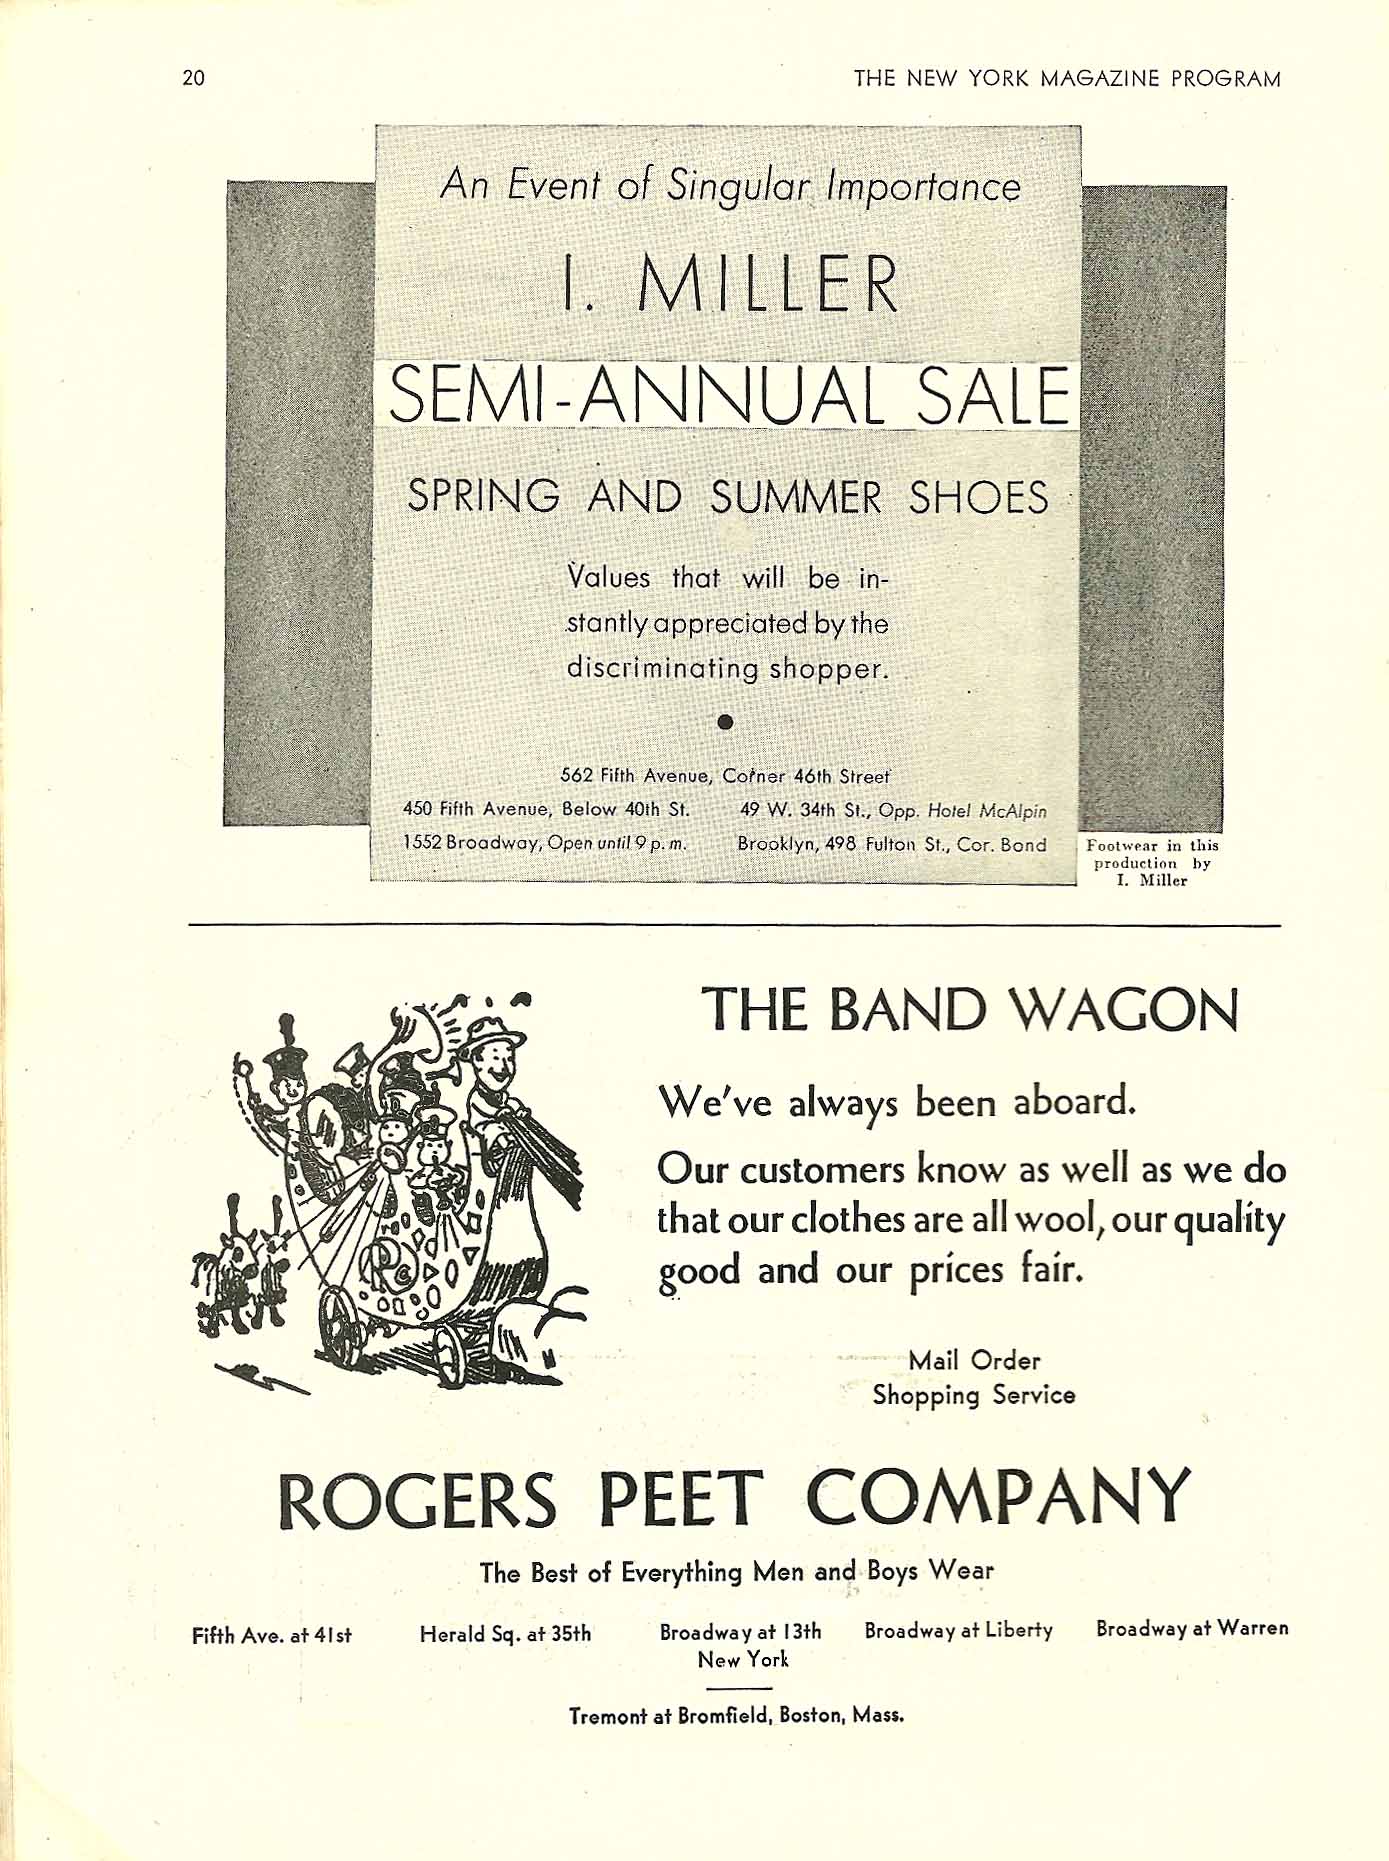 20
THE NEW YORK MAGAZINE PROGRAM
An Event of Singular Importance
I. MILLER
SEMI-ANNUAL SALE
SPRING AND SUMMER SHOES
Values that will be in-
stantly appreciated by the
discriminating shopper.
562 Fifth Avenue, Corner 46th Street
450 Fifth Avenue, Below 40th St. 49 W. 34th St., Opp. Hotel McAlpin
1552 Broadway, Open until 9 p. m. Brooklyn, 498 Fulton St., Cor. Bond
Footwear in this
production by
I. Miller
THE BAND WAGON
We've always been aboard.
Our customers know as well as we do
that our clothes are all wool, our quality
good and our prices fair.
Mail Order
Shopping Service
ROGERS PEET COMPANY
The Best of Everything Men and Boys Wear
Fifth Ave. at 41st Herald Sq. at 35th Broadway at 13th Broadway at Liberty Broadway at Warren
New York
Tremont at Bromfield, Boston, Mass.